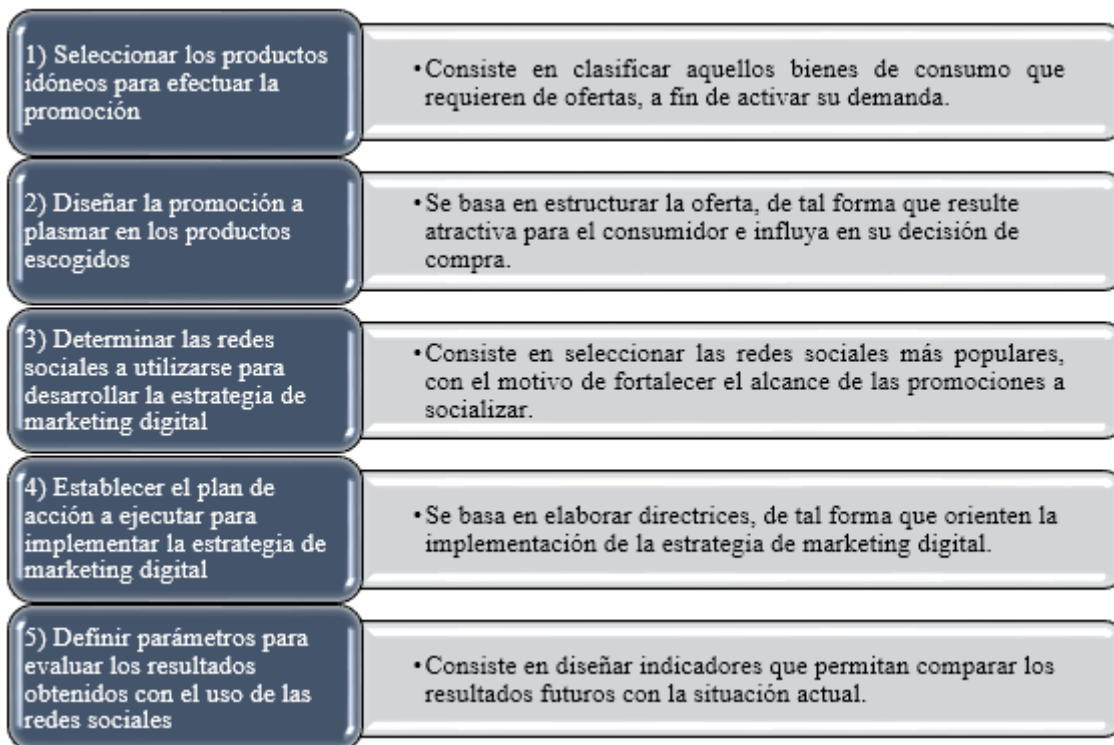 1) Seleccionar los productos
idóneos para efectuar la
promoción
•Consiste en clasificar aquellos bienes de consumo que
requieren de ofertas, a fin de activar su demanda.
2) Diseñar la promoción a
plasmar en los productos
escogidos
•Se basa en estructurar la oferta, de tal forma que resulte
atractiva para el consumidor e influya en su decisión de
compra.
3) Determinar las redes
sociales a utilizarse para
desarrollar la estrategia de
marketing digital
•Consiste en seleccionar las redes sociales más populares,
con el motivo de fortalecer el alcance de las promociones a
socializar.
4) Establecer el plan de
acción a ejecutar para
implementar la estrategia de
marketing digital
•Se basa en elaborar directrices, de tal forma que orienten la
implementación de la estrategia de marketing digital.
5) Definir parámetros para
evaluar los resultados
obtenidos con el uso de las
redes sociales
•Consiste en diseñar indicadores que permitan comparar los
resultados futuros con la situación actual.